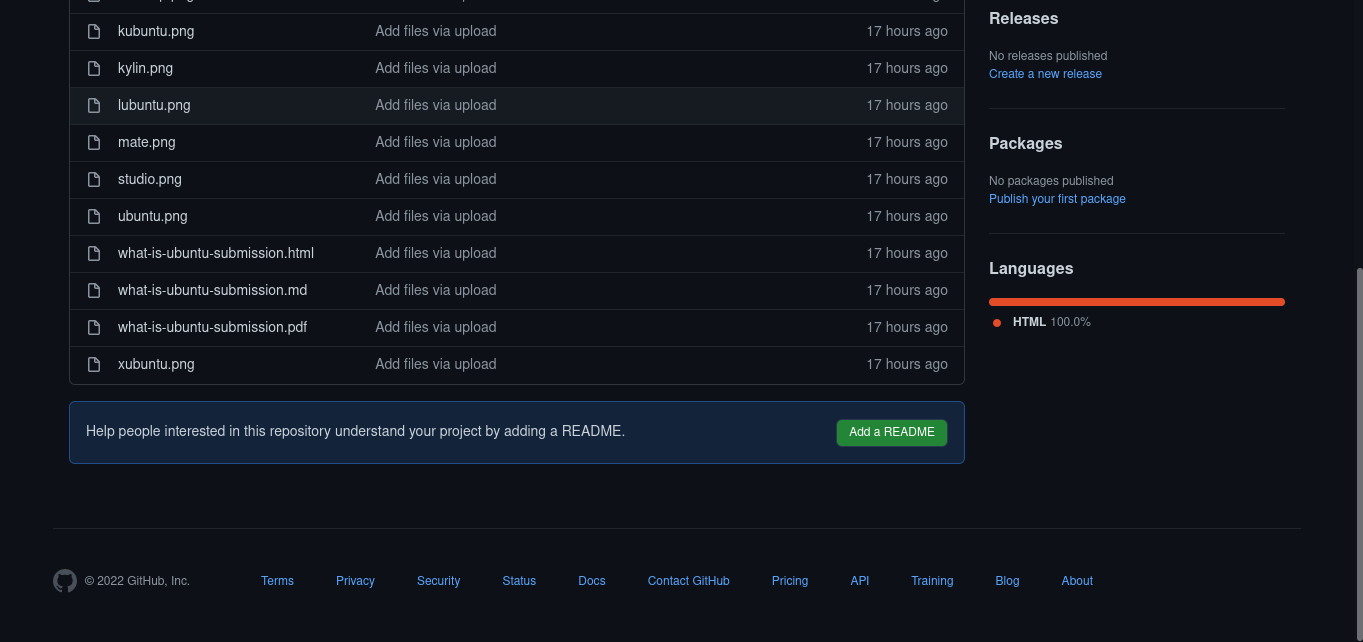 kubuntu.png Add files via upload 17 hours ago
kylin.png Add files via upload 17 hours ago
lubuntu.png Add files via upload 17 hours ago
mate.png Add files via upload 17 hours ago
studio.png Add files via upload 17 hours ago
ubuntu.png Add files via upload 17 hours ago
what-is-ubuntu-submission.html Add files via upload 17 hours ago
what-is-ubuntu-submission.md Add files via upload 17 hours ago
what-is-ubuntu-submission.pdf Add files via upload 17 hours ago
xubuntu.png Add files via upload 17 hours ago
Help people interested in this repository understand your project by adding a README. Add a README
Releases
No releases published
Create a new release
Packages
No packages published
Publish your first package
Languages
HTML 100.0%
© 2022 GitHub, Inc. Terms Privacy Security Status Docs Contact GitHub Pricing API Training Blog About